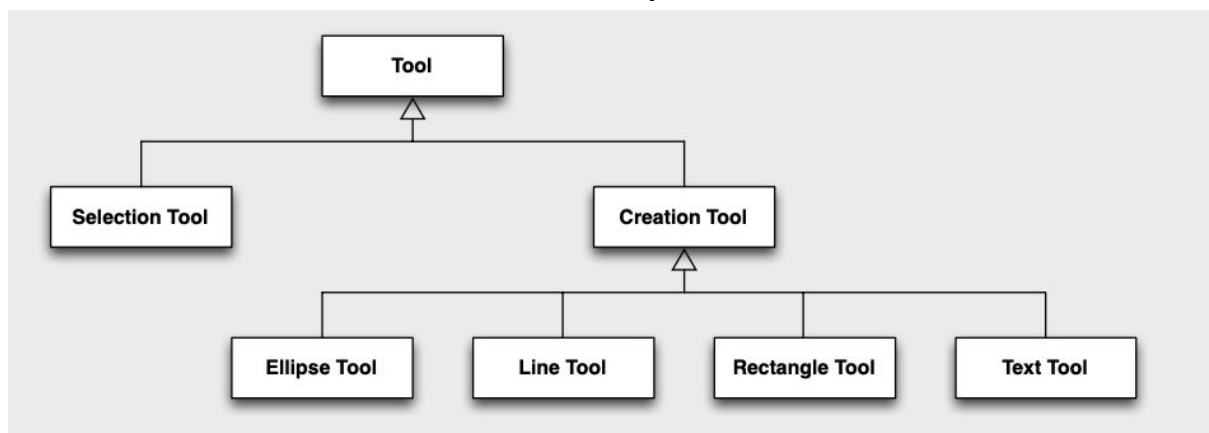 Tool
Selection Tool
Creation Tool
Ellipse Tool
Line Tool
Rectangle Tool
Text Tool